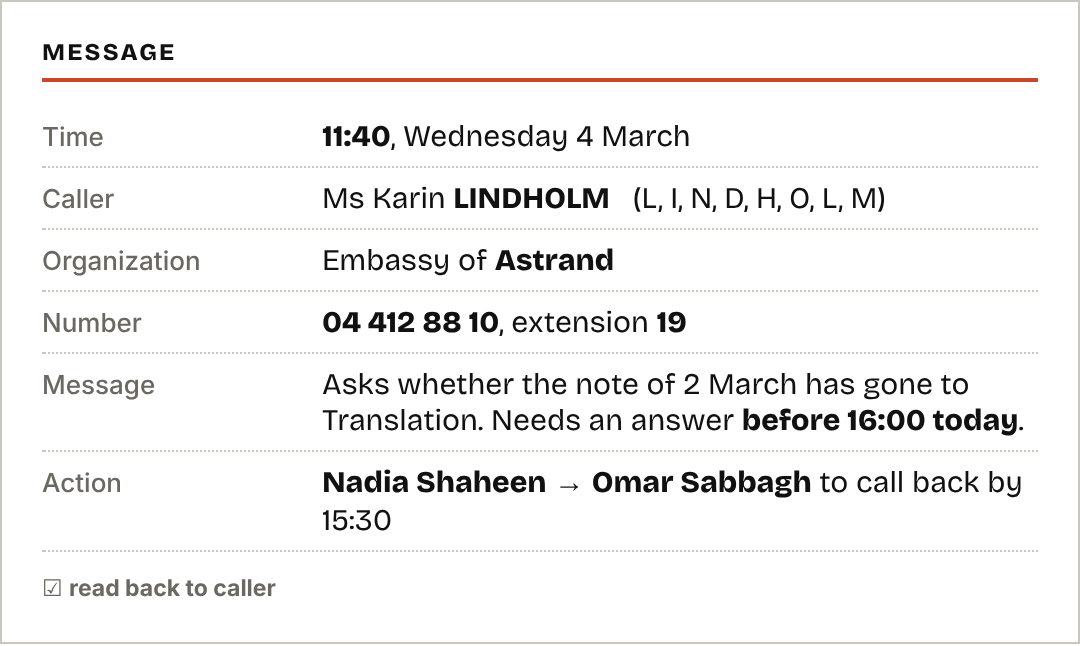 MESSAGE
Time 11:40, Wednesday 4 March
Caller Ms Karin LINDHOLM (L, I, N, D, H, O, L, M)
Organization Embassy of Astrand
Number 04 412 88 10, extension 19
Message Asks whether the note of 2 March has gone to
Translation. Needs an answer before 16:00 today.
Action Nadia Shaheen → Omar Sabbagh to call back by
15:30
☑ read back to caller